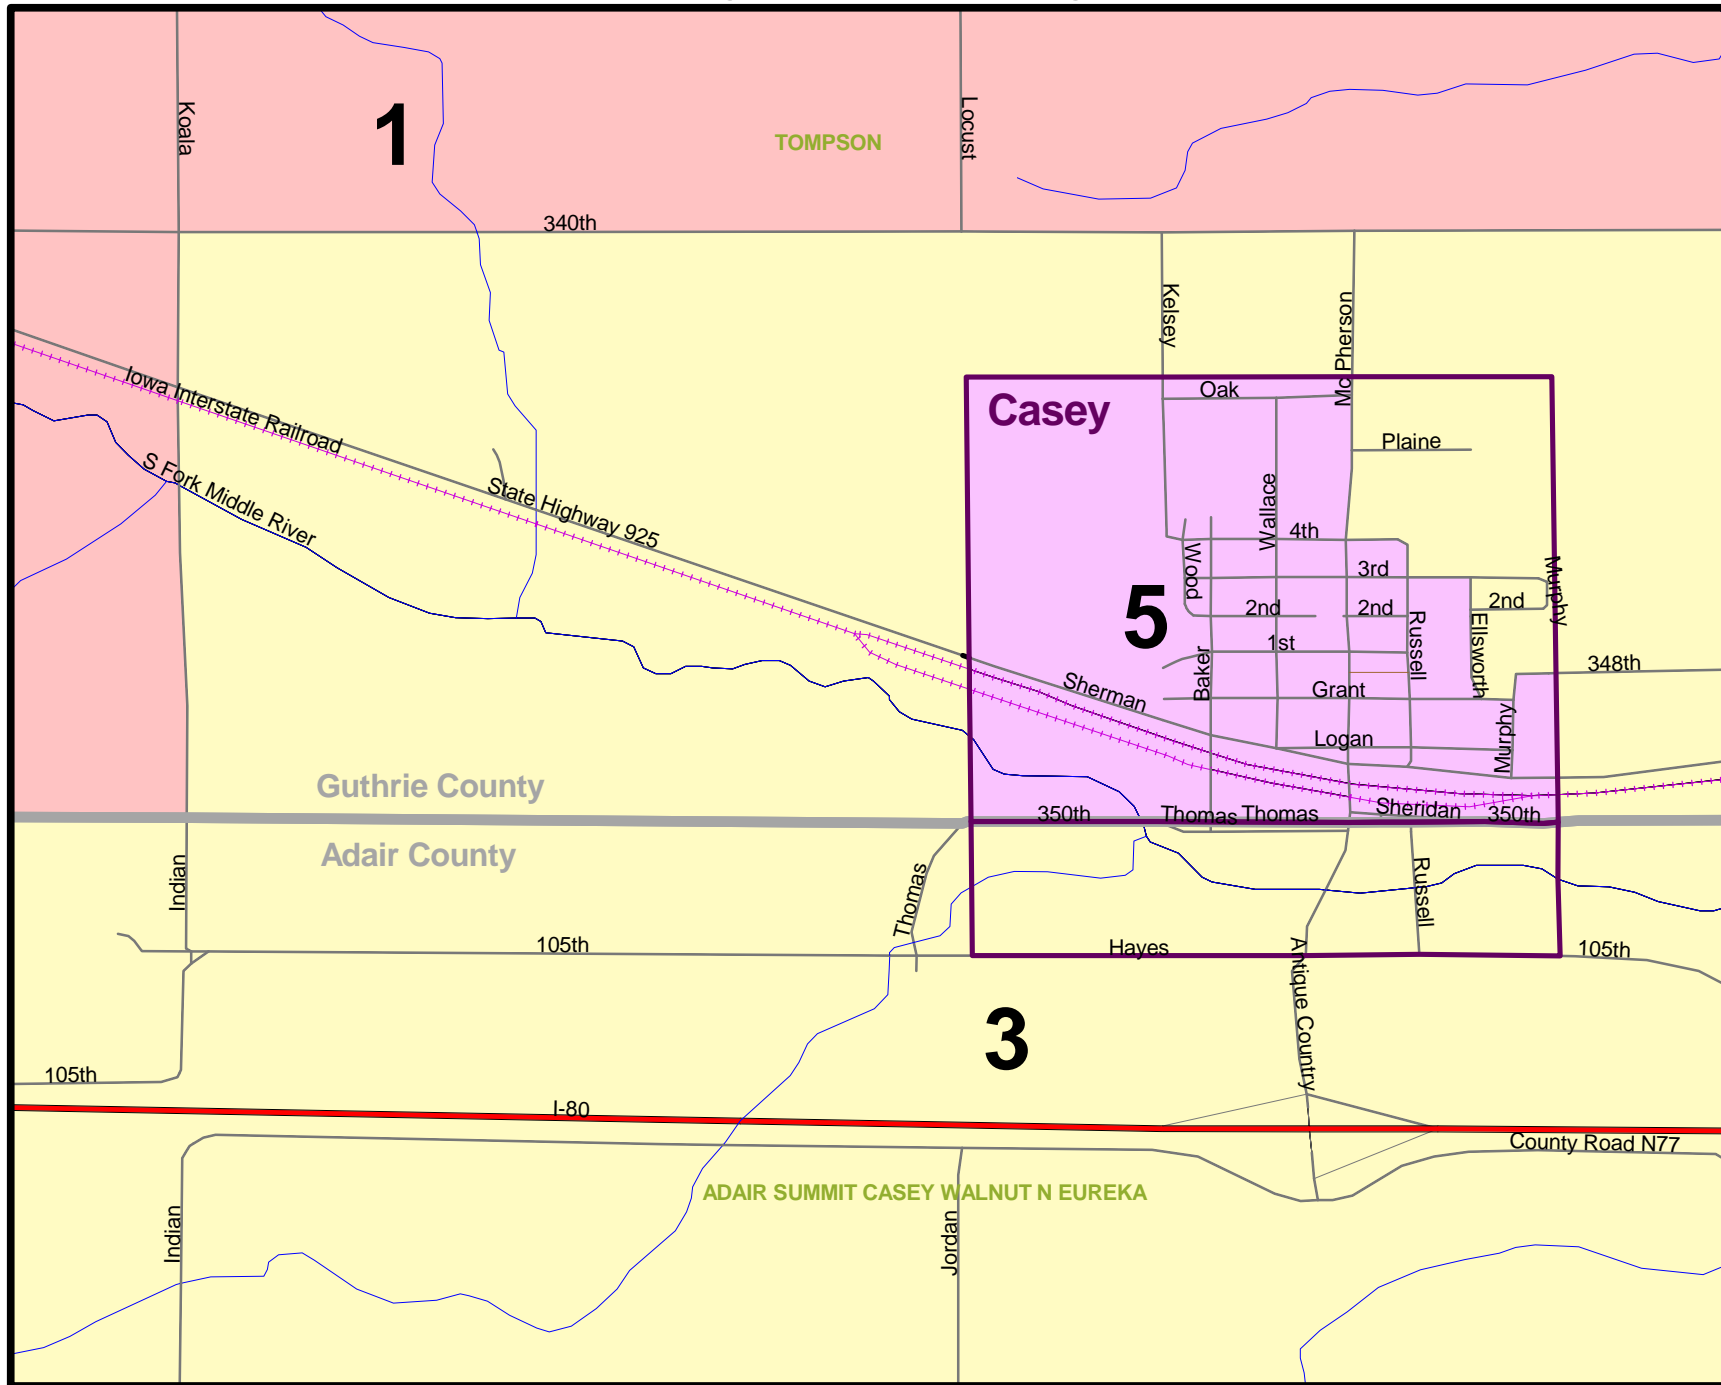 Koala
1
TOMPSON
Locust
340th
Kelsey
Mc Pherson
Iowa Interstate Railroad
S Fork Middle River
State Highway 925
Casey
Oak
Plaine
Wallace
4th
Wood
3rd
Murphy
5
2nd
2nd
2nd
Russell
Ellsworth
1st
Baker
348th
Sherman
Grant
Murphy
Logan
Guthrie County
350th
Thomas
Thomas
Sheridan
350th
Adair County
Indian
Thomas
Russell
105th
Hayes
105th
Antique Country
3
105th
I-80
County Road N77
ADAIR SUMMIT CASEY WALNUT N EUREKA
Indian
Jordan